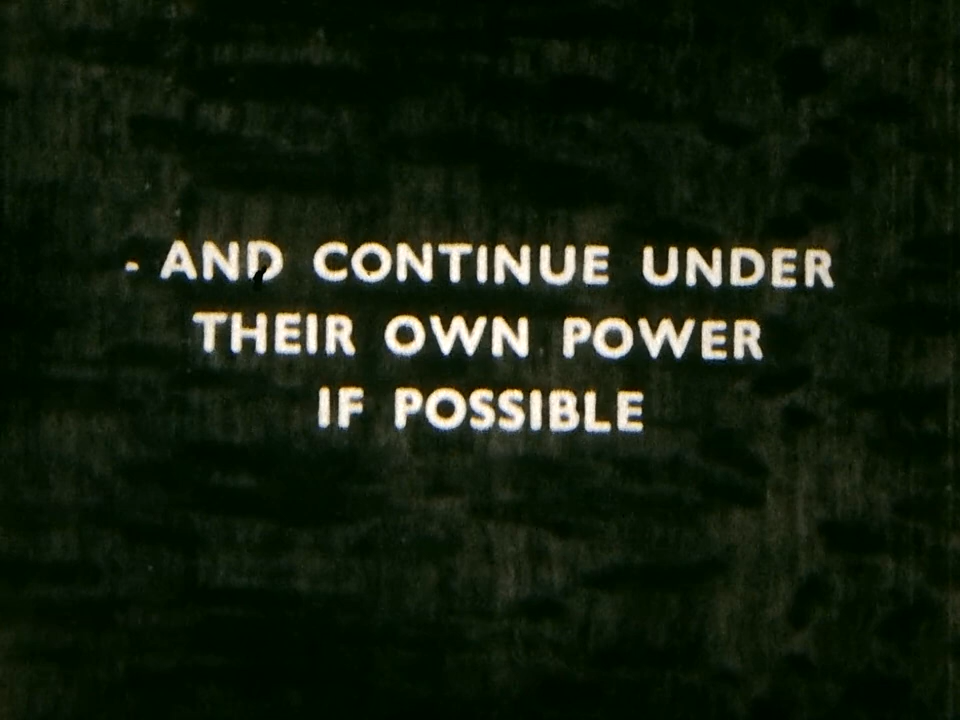 - AND CONTINUE UNDER
THEIR OWN POWER
IF POSSIBLE